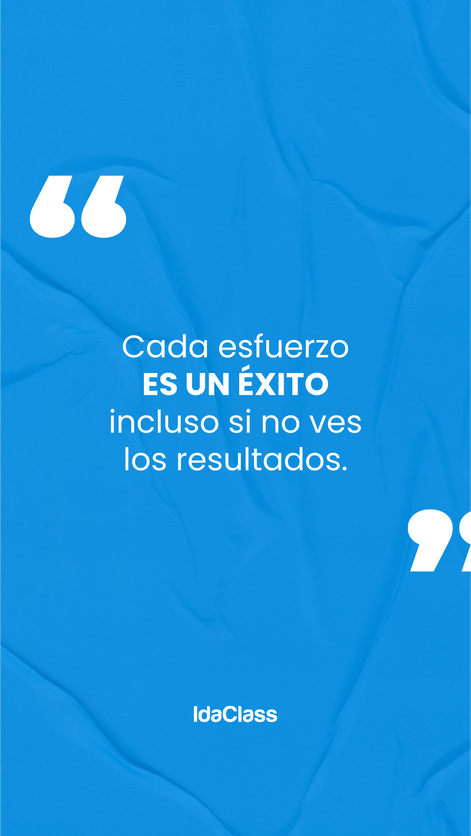 “
Cada esfuerzo
ES UN ÉXITO
incluso si no ves
los resultados.
”
IdaClass